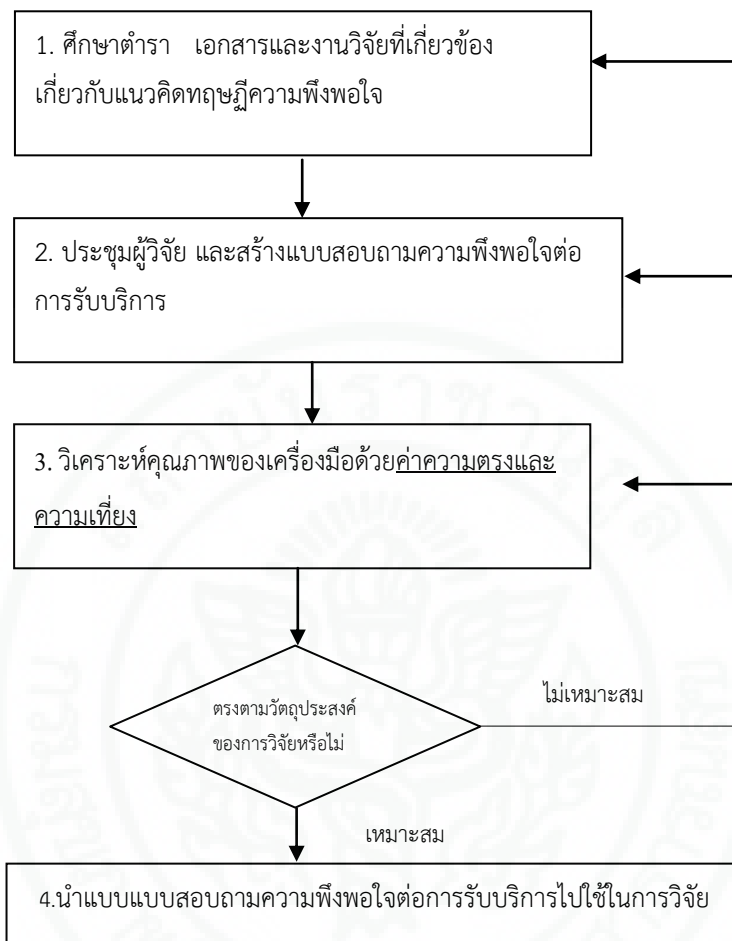 1. ศึกษาตำรา เอกสารและงานวิจัยที่เกี่ยวข้อง
เกี่ยวกับแนวคิดทฤษฎีความพึงพอใจ
2. ประชุมผู้วิจัย และสร้างแบบสอบถามความพึงพอใจต่อ
การรับบริการ
3. วิเคราะห์คุณภาพของเครื่องมือด้วยค่าความตรงและ
ความเที่ยง
ตรงตามวัตถุประสงค์
ของการวิจัยหรือไม่
ไม่เหมาะสม
เหมาะสม
4.นำแบบแบบสอบถามความพึงพอใจต่อการรับบริการไปใช้ในการวิจัย